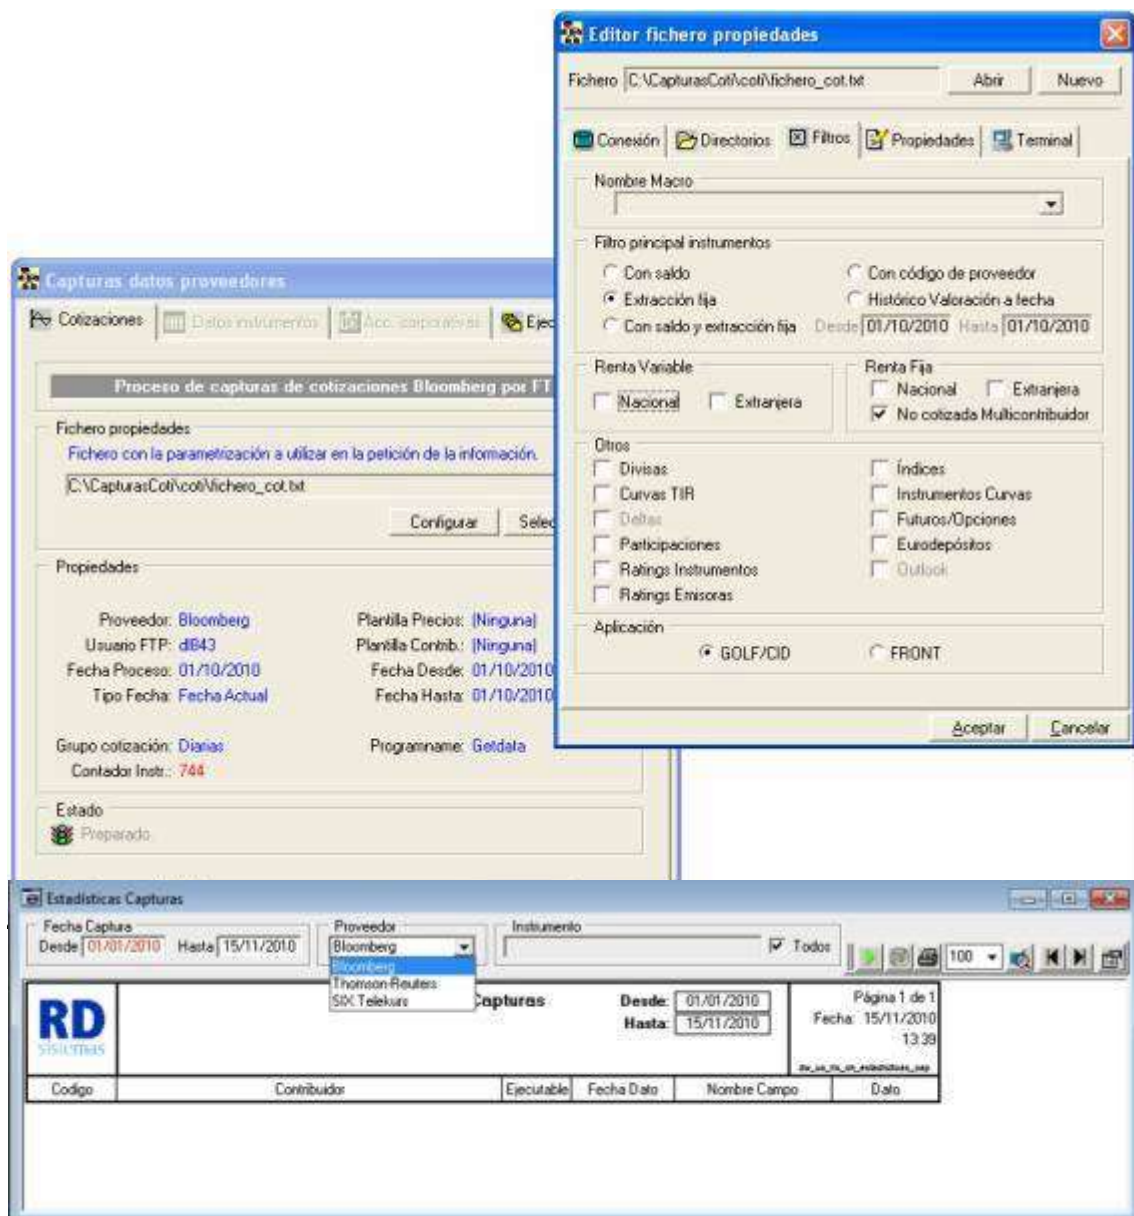 Editor fichero propiedades
Fichero C:\CapturasCoti\coti\fichero_cot.txt Abrir Nuevo
Conexión Directorios Filtros Propiedades Terminal
Nombre Macro
Filtro principal instrumentos
Con saldo Con código de proveedor
Extracción fija Histórico Valoración a fecha
Con saldo y extracción fija Desde 01/10/2010 Hasta 01/10/2010
Renta Variable Renta Fija
Nacional Extranjera
Nacional Extranjera
No cotizada Multicontribuidor
Otros
Divisas Índices
Curvas TIR Instrumentos Curvas
Deltas Futuros/Opciones
Participaciones Eurodepósitos
Ratings Instrumentos Outlook
Ratings Emisoras
Aplicación
GOLF/CID FRONT
Aceptar Cancelar
Capturas datos proveedores
Cotizaciones Datos instrumentos Acc. corporativas Ejec
Proceso de capturas de cotizaciones Bloomberg por FT
Fichero propiedades
Fichero con la parametrización a utilizar en la petición de la información.
C:\CapturasCoti\coti\fichero_cot.txt
Configurar Selec
Propiedades
Proveedor: Bloomberg Plantilla Precios: (Ninguna)
Usuario FTP: dl843 Plantilla Contrib.: (Ninguna)
Fecha Proceso: 01/10/2010 Fecha Desde: 01/10/2010
Tipo Fecha: Fecha Actual Fecha Hasta: 01/10/2010
Grupo cotización: Diarias Programname: Getdata
Contador Instr.: 744
Estado
Preparado
Estadísticas Capturas
Fecha Captura Proveedor Instrumento
Desde 01/01/2010 Hasta 15/11/2010 Bloomberg Todos 100
Bloomberg
Thomson-Reuters
SIX Telekurs
RD
sistemas
Capturas
Desde: 01/01/2010
Hasta: 15/11/2010
Página 1 de 1
Fecha: 15/11/2010
13:39
Codigo Contribuidor Ejecutable Fecha Dato Nombre Campo Dato